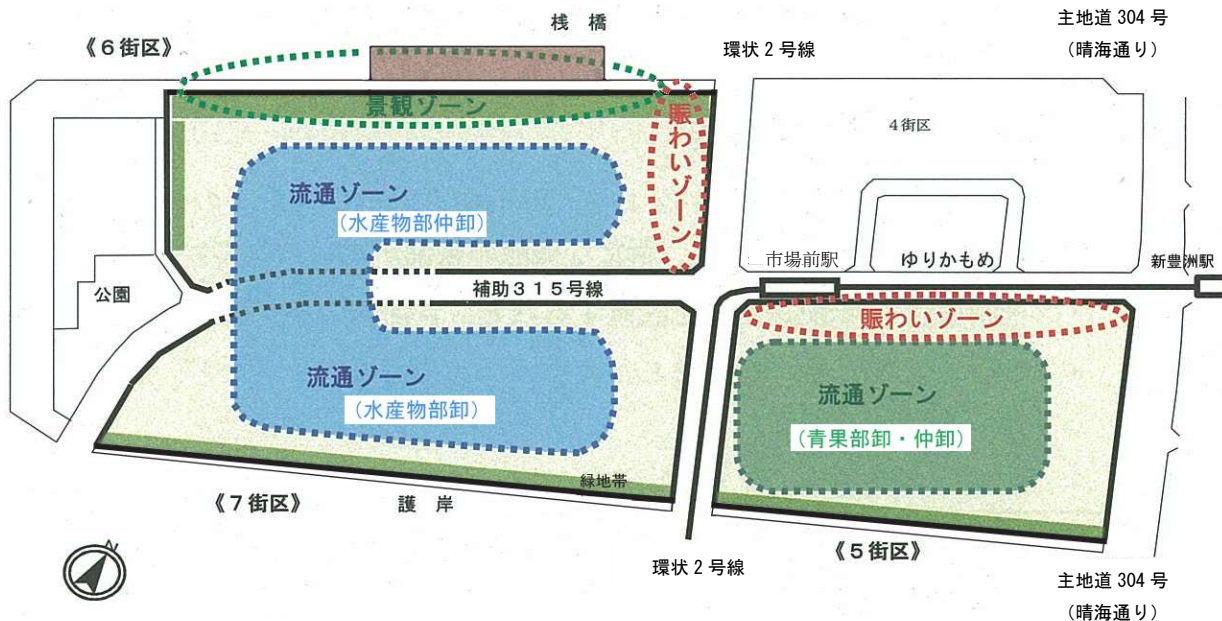 桟 橋
主地道 304 号
（晴海通り）
《６街区》
環状 2 号線
景観ゾーン
賑わいゾーン
４街区
流通ゾーン
（水産物部仲卸）
市場前駅
ゆりかもめ
新豊洲駅
公園
補助３１５号線
賑わいゾーン
流通ゾーン
（水産物部卸）
流通ゾーン
（青果部卸・仲卸）
緑地帯
《７街区》
護 岸
N
《５街区》
環状 2 号線
主地道 304 号
（晴海通り）